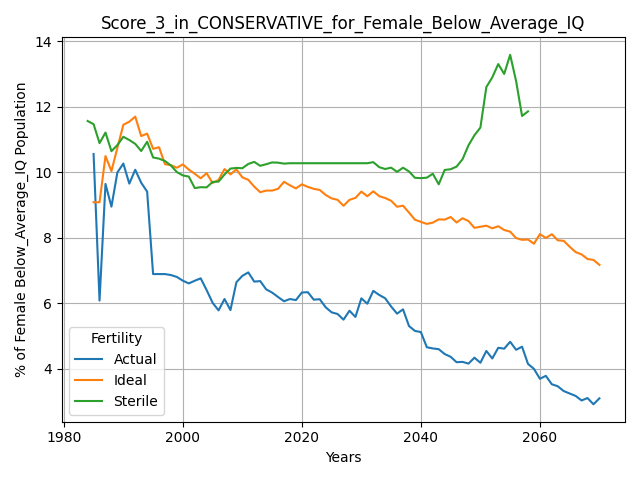 Score_3_in_CONSERVATIVE_for_Female_Below_Average_IQ
% of Female Below_Average_IQ Population
14
12
10
8
6
4
Fertility
Actual
Ideal
Sterile
1980 2000 2020 2040 2060
Years